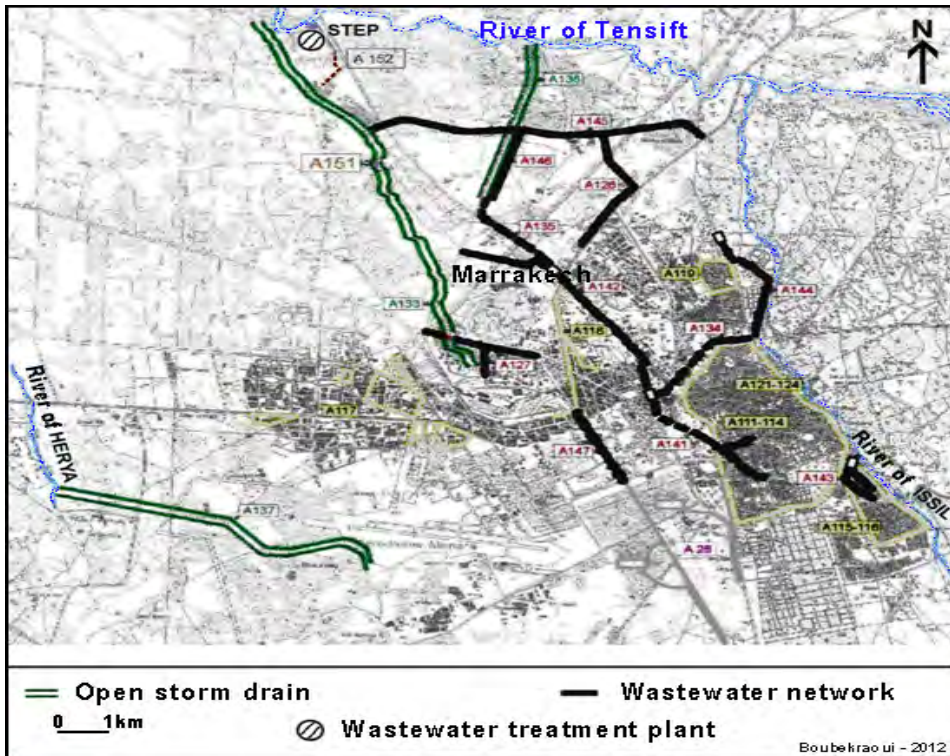 STEP
River of Tensift
N
A 152
A136
A145
A151
A146
A126
A135
Marrakech
A119
A144
A142
A133
A118
A134
A127
A121-124
A117
A111-114
River of HERYA
A147
A141
A143
River of ISSIL
A137
A115-116
A 28
Open storm drain
Wastewater network
0 1km
Wastewater treatment plant
Boubekraoui - 2012